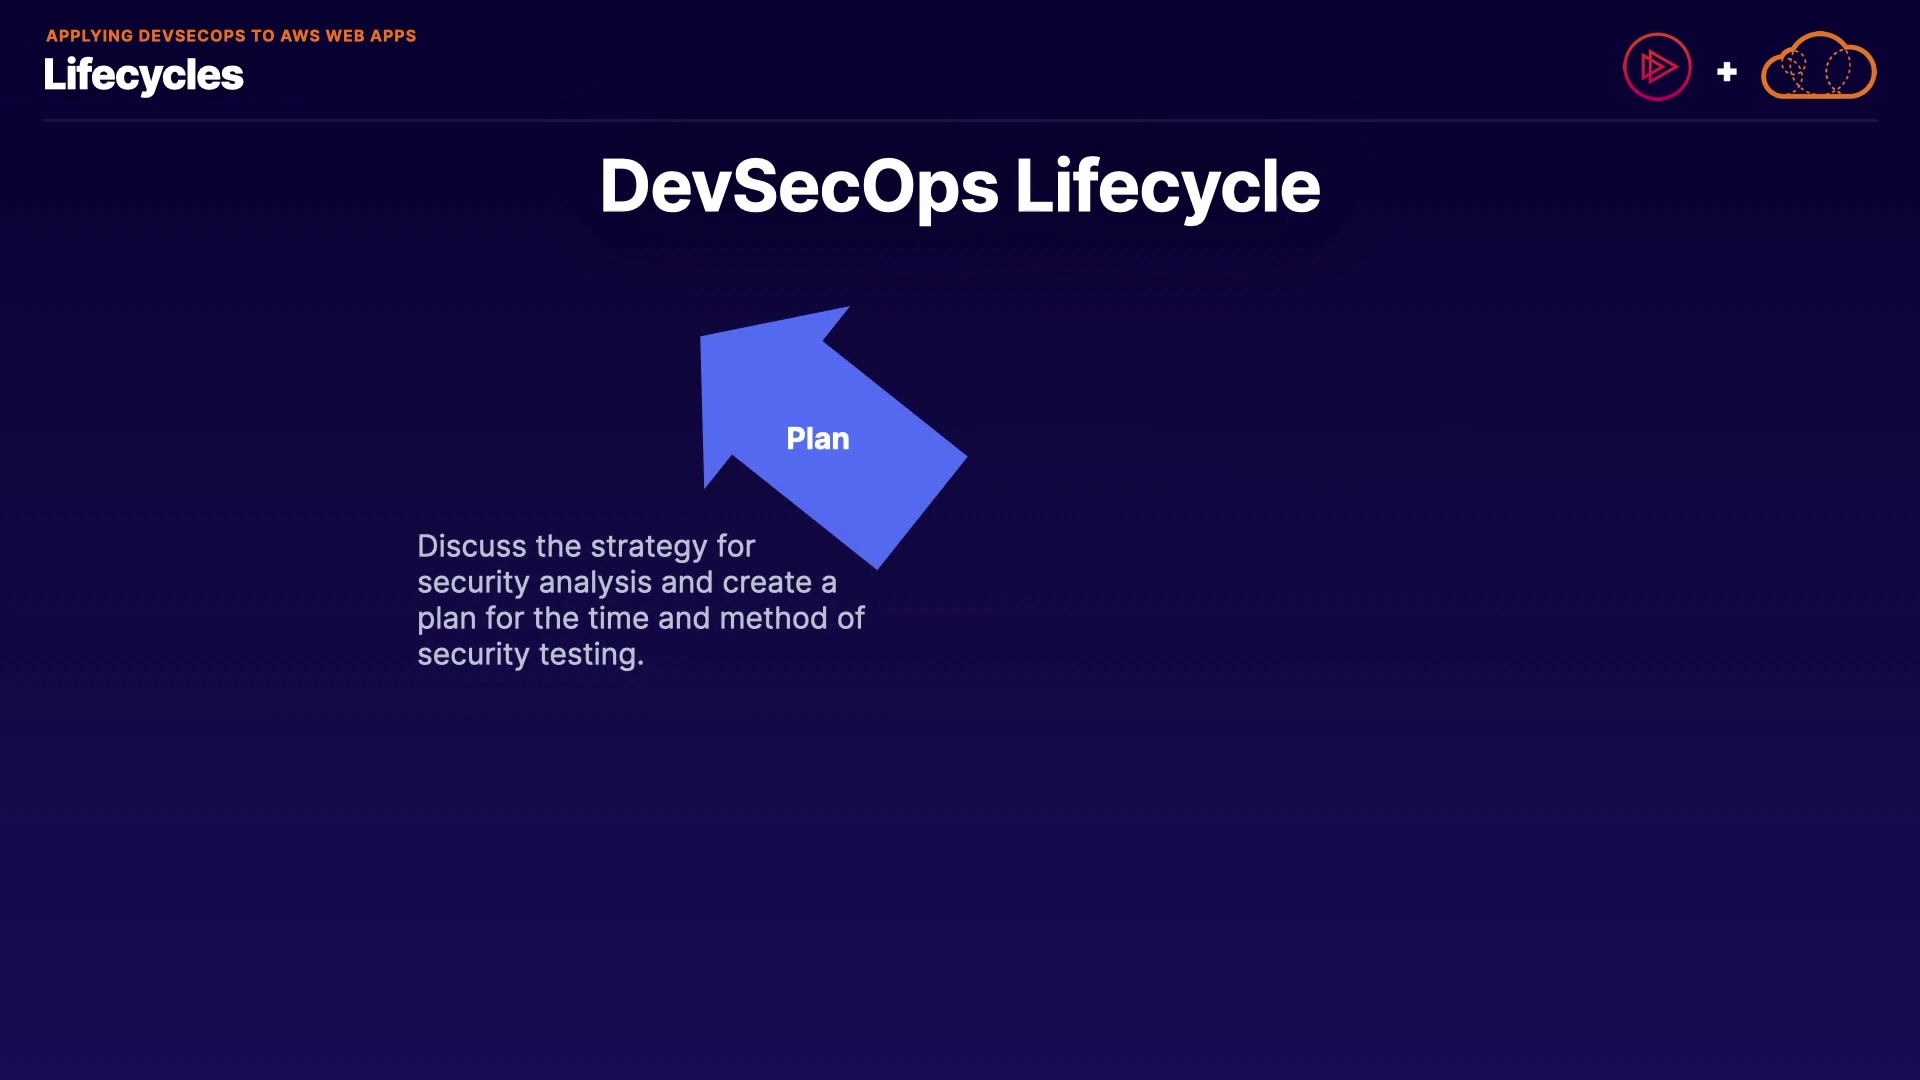 APPLYING DEVSECOPS TO AWS WEB APPS
Lifecycles
DevSecOps Lifecycle
Plan
Discuss the strategy for
security analysis and create a
plan for the time and method of
security testing.